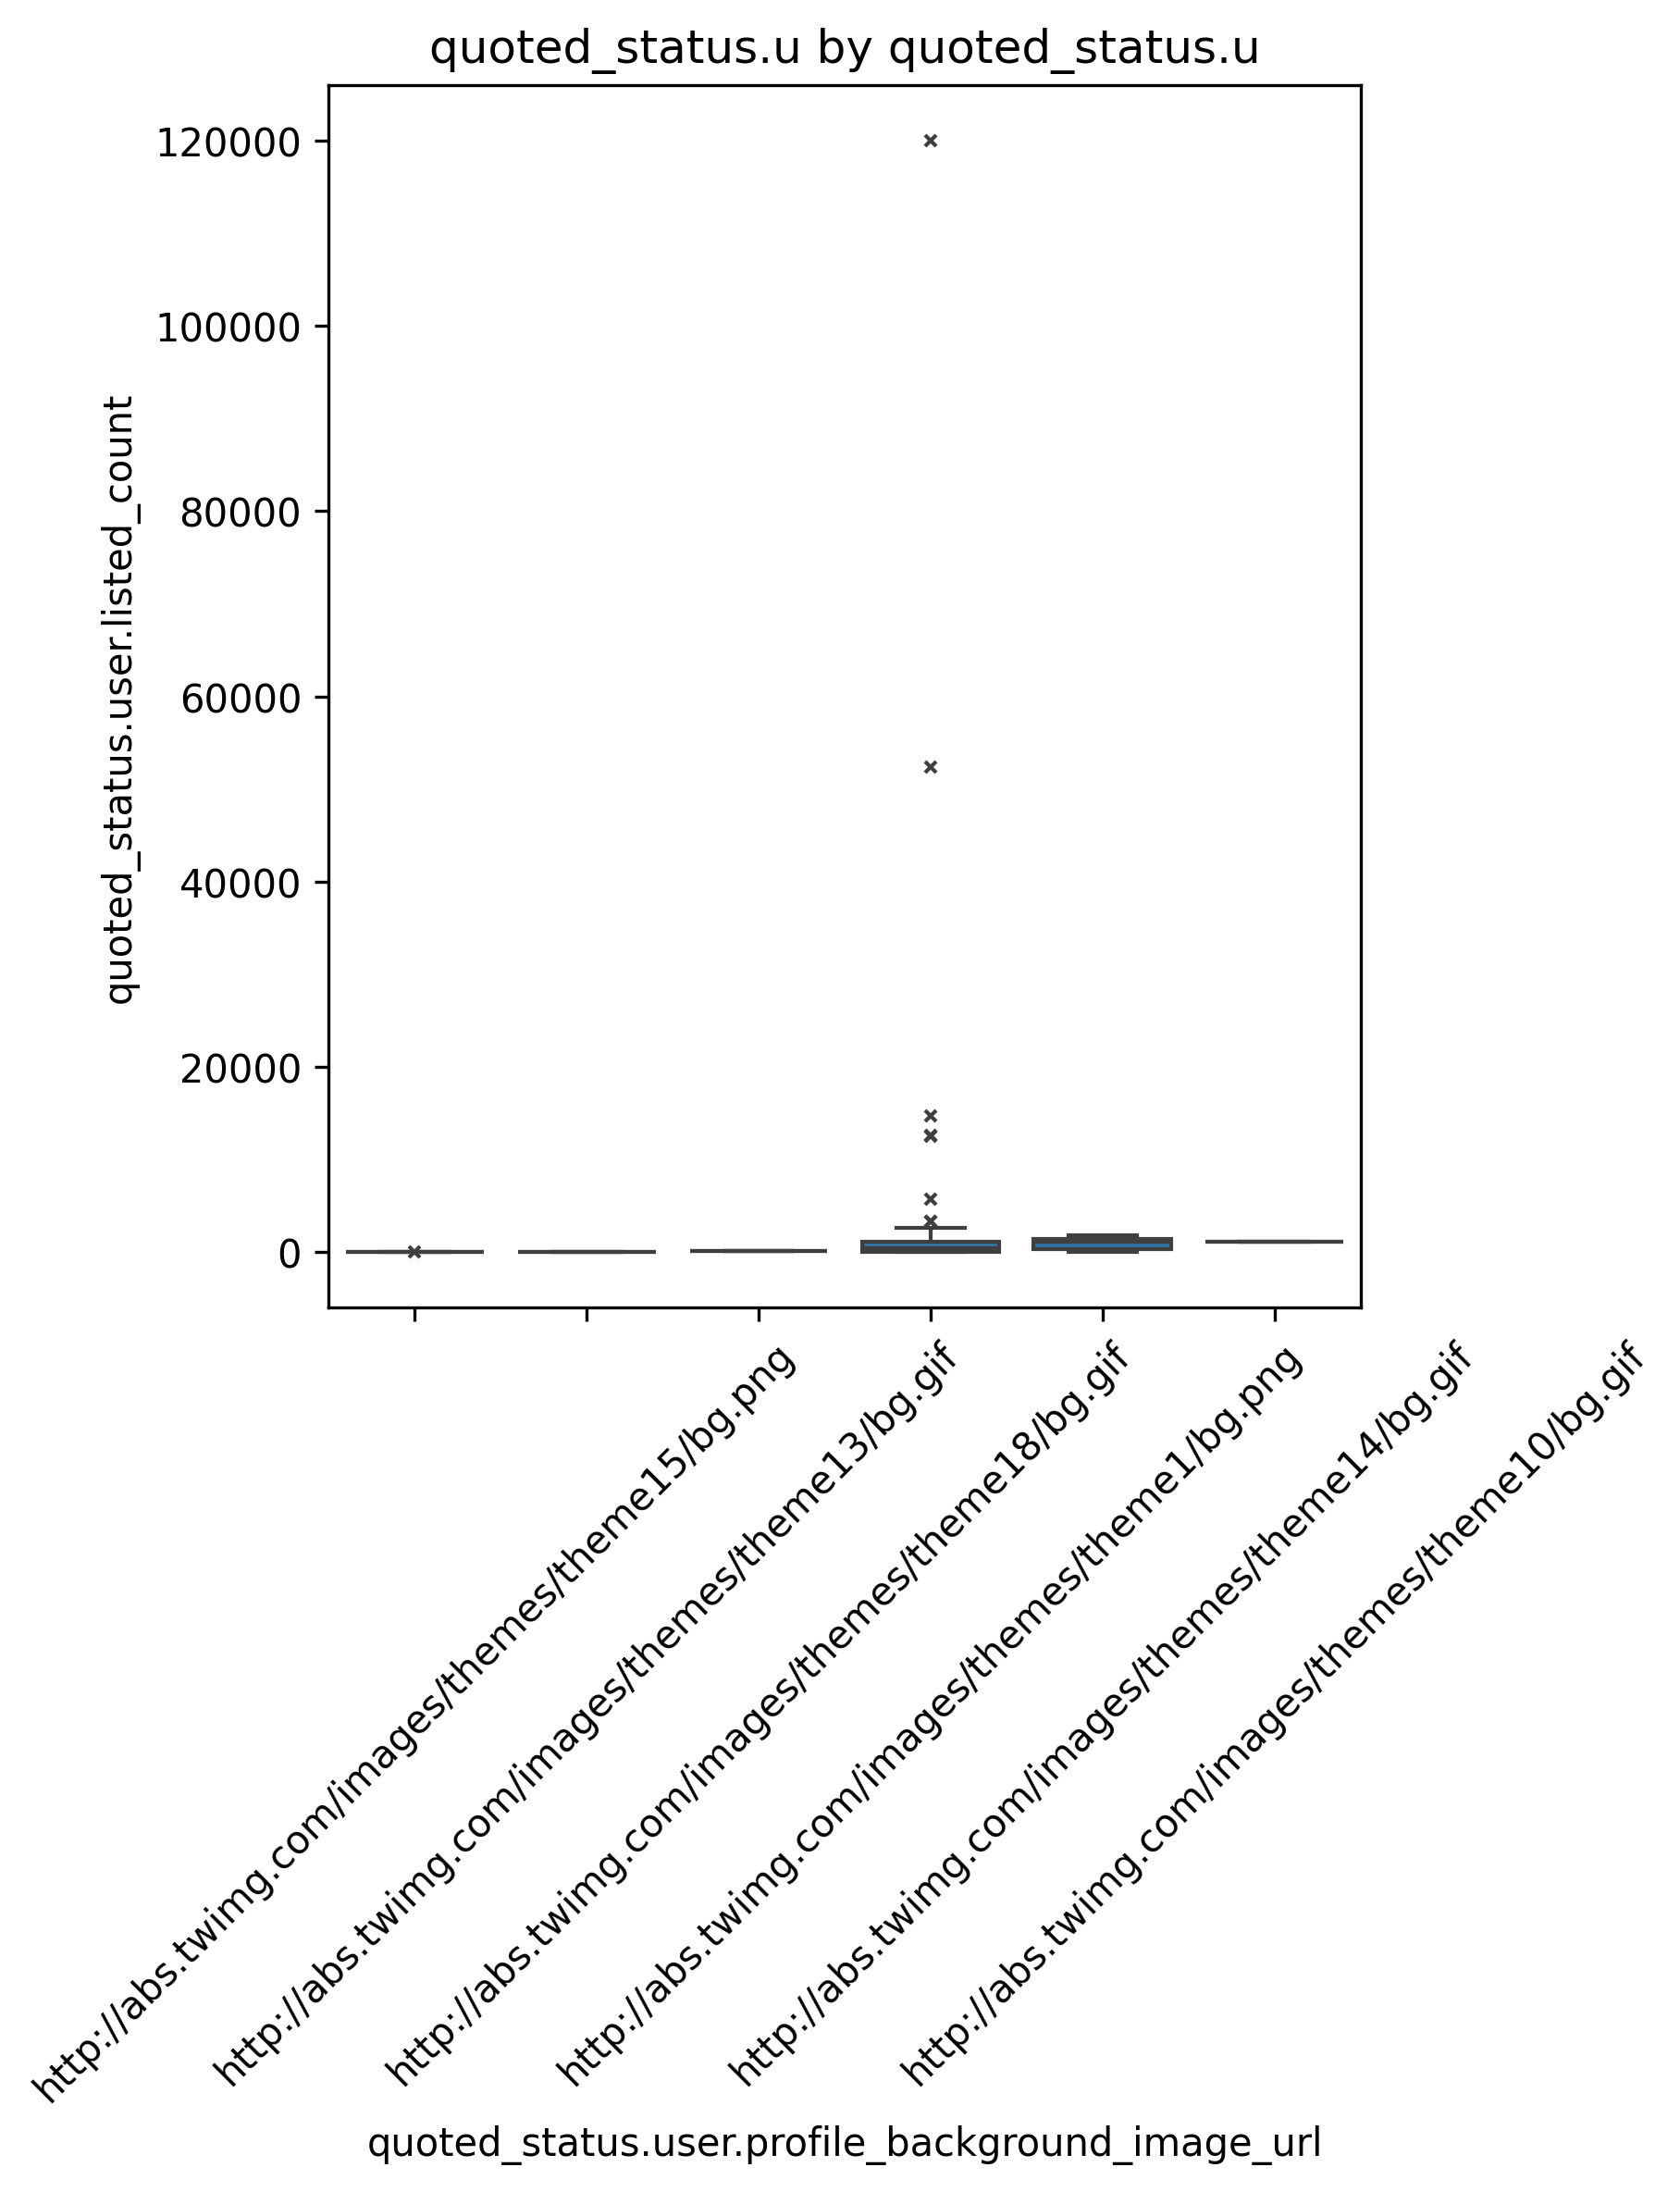 quoted_status.u by quoted_status.u
120000
100000
80000
60000
40000
20000
0
quoted_status.user.listed_count
http://abs.twimg.com/images/themes/theme15/bg.png
http://abs.twimg.com/images/themes/theme13/bg.gif
http://abs.twimg.com/images/themes/theme18/bg.gif
http://abs.twimg.com/images/themes/theme1/bg.png
http://abs.twimg.com/images/themes/theme14/bg.gif
http://abs.twimg.com/images/themes/theme10/bg.gif
quoted_status.user.profile_background_image_url